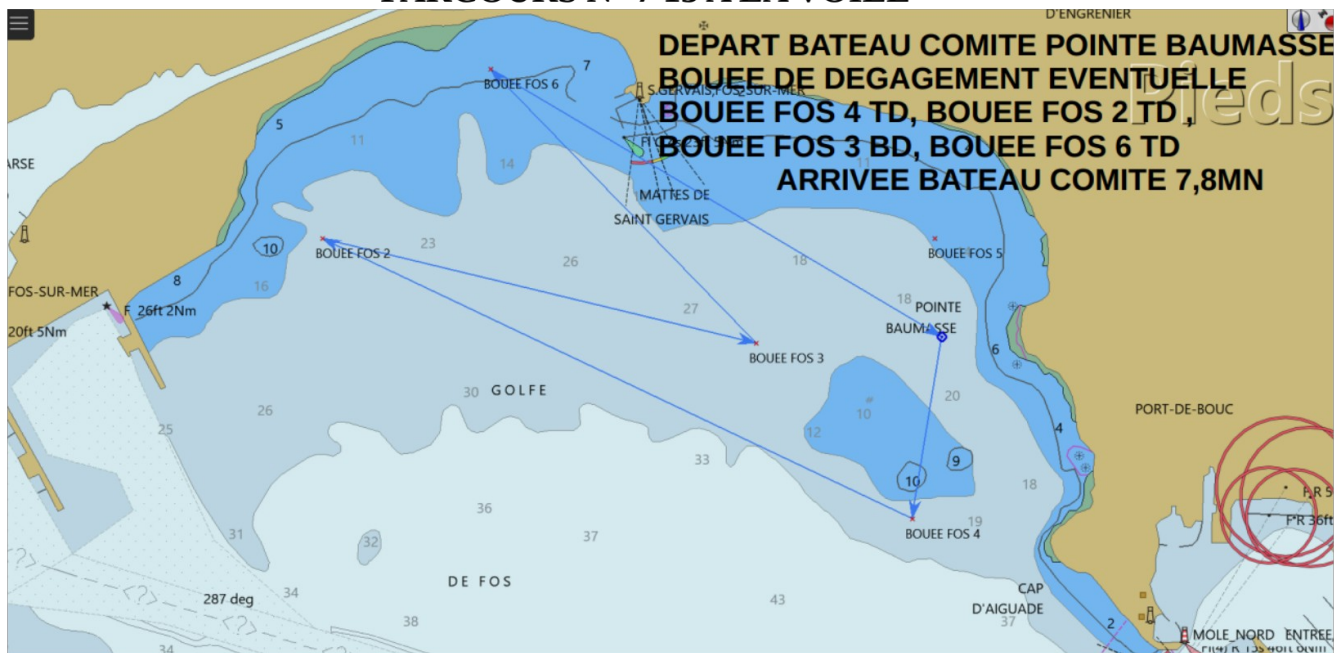 D'ENGRENIER
DEPART BATEAU COMITE POINTE BAUMASSE
BOUEE DE DEGAGEMENT EVENTUELLE
BOUEE FOS 4 TD, BOUEE FOS 2 TD ,
BOUEE FOS 3 BD, BOUEE FOS 6 TD
ARRIVEE BATEAU COMITE 7,8MN
Pieds
7
BOUEE FOS 6
S.GERVAIS,FOS-SUR-MER
5
11
14
11
MATTES DE
SAINT GERVAIS
10
BOUEE FOS 2
23
26
18
BOUEE FOS 5
8
16
FOS-SUR-MER
F 26ft 2Nm
20ft 5Nm
27
18
POINTE
BAUMASSE
6
BOUEE FOS 3
30
GOLFE
20
PORT-DE-BOUC
26
25
10
12
4
33
9
10
18
36
19
BOUEE FOS 4
31
32
37
DE FOS
287 deg
34
43
CAP
D'AIGUADE
38
37
2
34
F.R 5
F.R 36ft
MOLE_NORD ENTREE